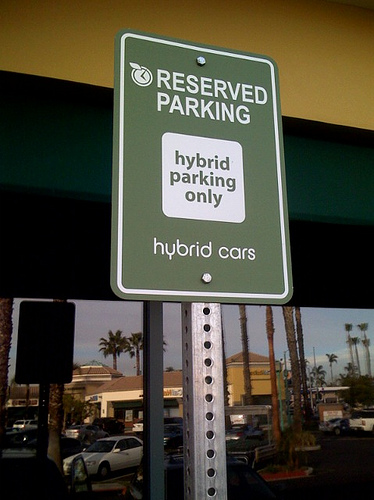 RESERVED
PARKING
hybrid
parking
only
hybrid cars